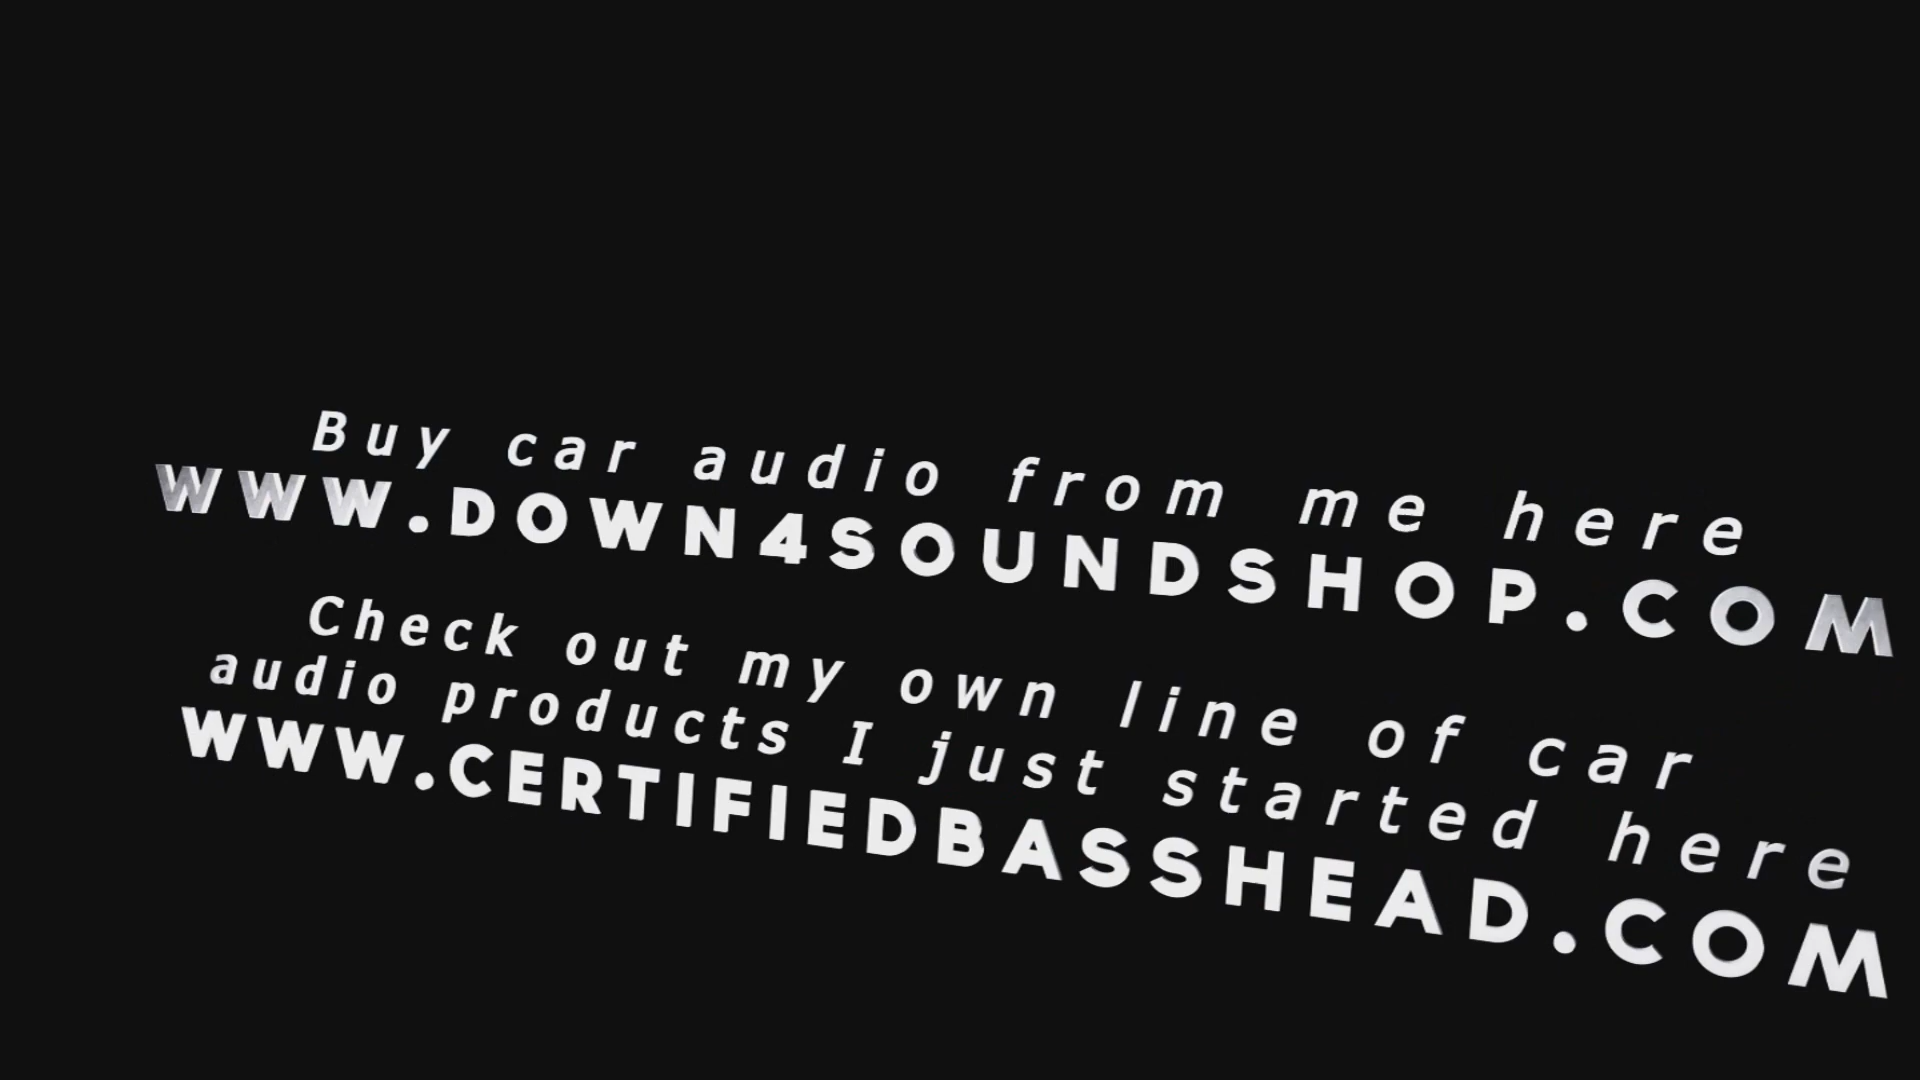 Buy car audio from me here
WWW.DOWN4SOUNDSHOP.COM
Check out my own line of car
audio products I just started here
WWW.CERTIFIEDBASSHEAD.COM